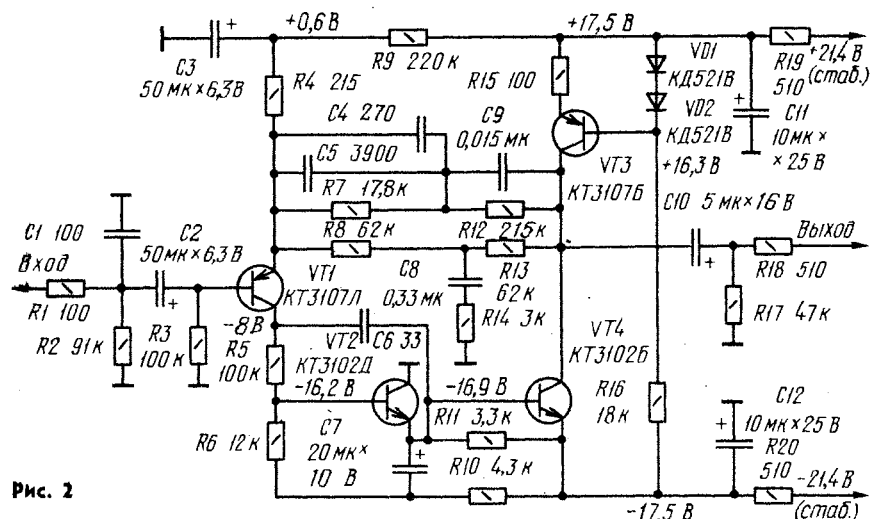 +0,6 В
+17,5 В
C3
50 мк × 6,3 В
R4 215
R9 220 к
R15 100
VD1
КД521В
VD2
КД521В
R19
510
+21,4 В
(стаб.)
C11
10 мк ×
× 25 В
C4 270
C9
0,015 мк
C5 3900
R7 17,8 к
R8 62 к
R12 215 к
VT3
КТ3107Б
+16,3 В
C10 5 мк × 16 В
C1 100
Вход
R1 100
C2
50 мк × 6,3 В
VT1
КТ3107Л
C8
0,33 мк
R13
62 к
R14 3 к
Выход
R18
510
R17 47 к
R2 91 к
R3
100 к
−8 В
R5
100 к
VT2
КТ3102Д
C6 33
VT4
КТ3102Б
−16,2 В
−16,9 В
R11 3,3 к
R16
18 к
C12
10 мк × 25 В
R20
510
R6 12 к
C7
20 мк ×
10 В
R10 4,3 к
−21,4 В
(стаб.)
−17,5 В
Рис. 2